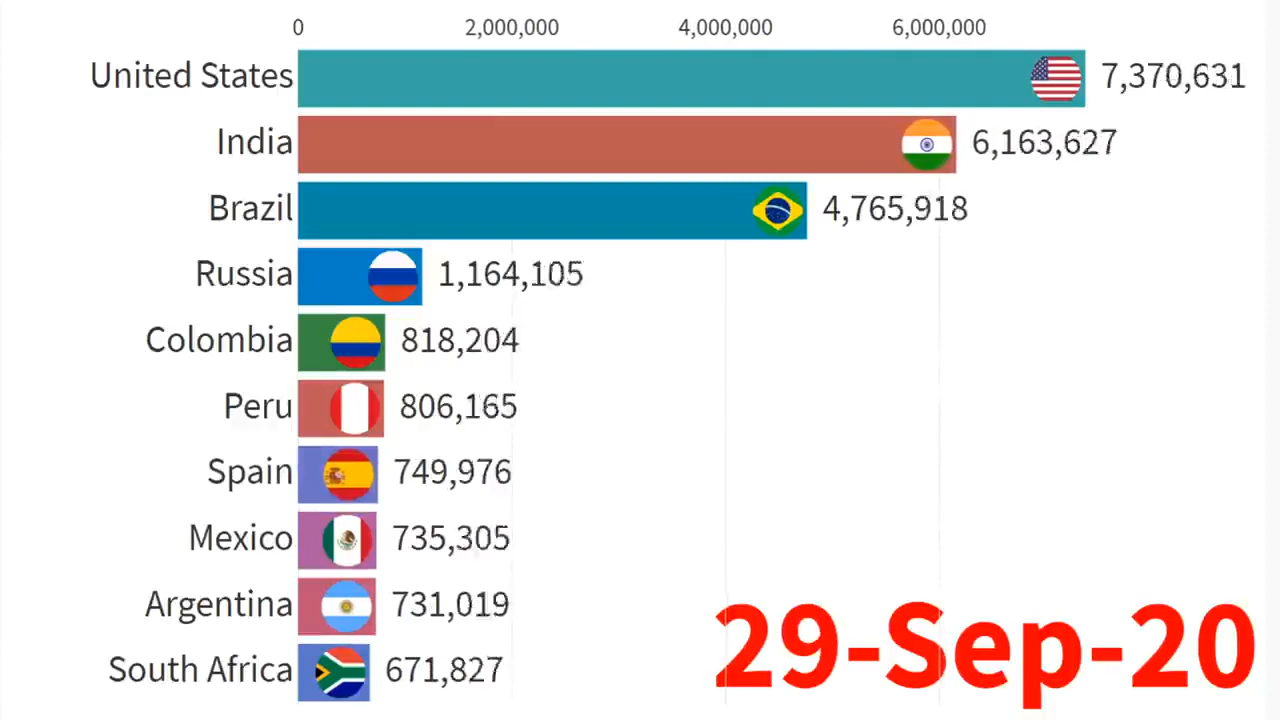 0 2,000,000 4,000,000 6,000,000
United States 7,370,631
India 6,163,627
Brazil 4,765,918
Russia 1,164,105
Colombia 818,204
Peru 806,165
Spain 749,976
Mexico 735,305
Argentina 731,019
South Africa 671,827
29-Sep-20